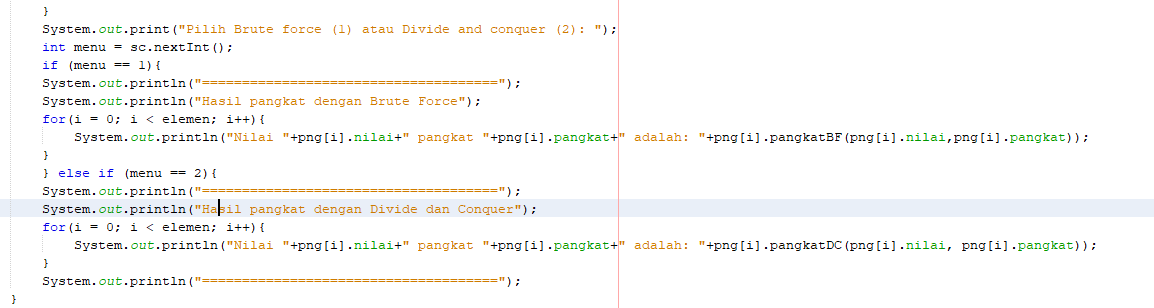 }
System.out.print("Pilih Brute force (1) atau Divide and conquer (2): ");
int menu = sc.nextInt();
if (menu == 1){
System.out.println("=====================================");
System.out.println("Hasil pangkat dengan Brute Force");
for(i = 0; i < elemen; i++){
System.out.println("Nilai "+png[i].nilai+" pangkat "+png[i].pangkat+" adalah: "+png[i].pangkatBF(png[i].nilai,png[i].pangkat));
}
} else if (menu == 2){
System.out.println("=====================================");
System.out.println("Hasil pangkat dengan Divide dan Conquer");
for(i = 0; i < elemen; i++){
System.out.println("Nilai "+png[i].nilai+" pangkat "+png[i].pangkat+" adalah: "+png[i].pangkatDC(png[i].nilai, png[i].pangkat));
}
System.out.println("=====================================");
}